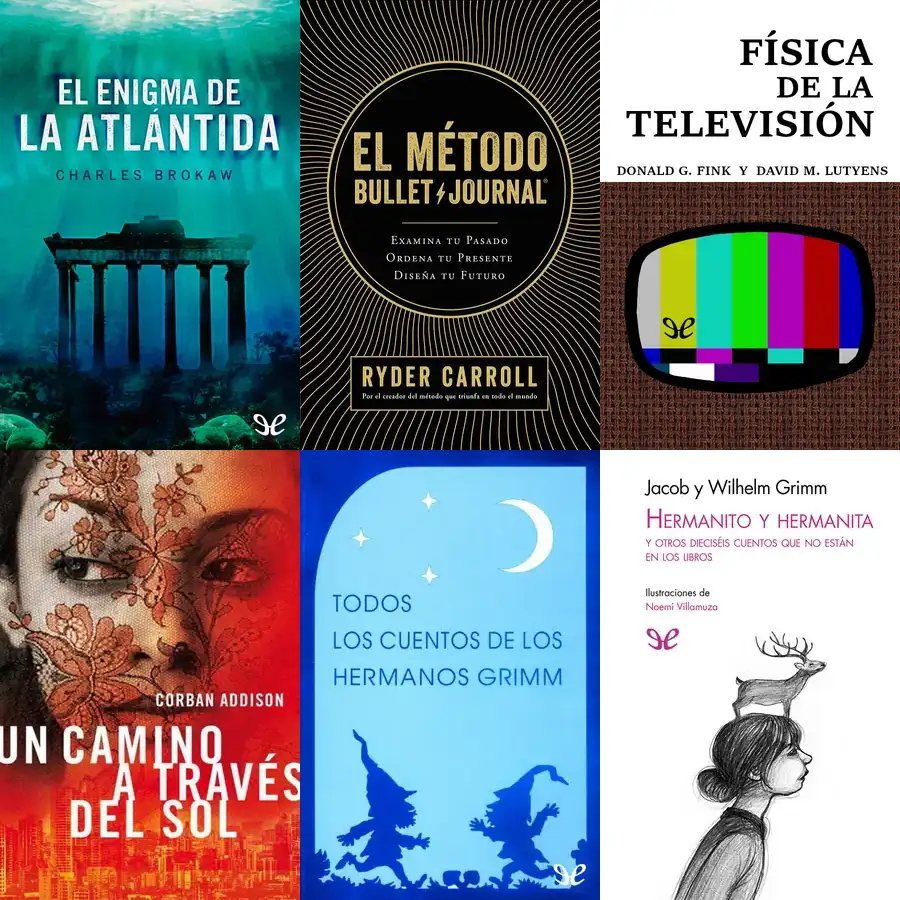 EL ENIGMA DE
LA ATLÁNTIDA
CHARLES BROKAW
EL MÉTODO
BULLET JOURNAL®
EXAMINA TU PASADO
ORDENA TU PRESENTE
DISEÑA TU FUTURO
RYDER CARROLL
Por el creador del método que triunfa en todo el mundo
FÍSICA
DE LA
TELEVISIÓN
DONALD G. FINK Y DAVID M. LUTYENS
CORBAN ADDISON
UN CAMINO
A TRAVÉS
DEL SOL
TODOS
LOS CUENTOS DE LOS
HERMANOS GRIMM
Jacob y Wilhelm Grimm
HERMANITO Y HERMANITA
Y OTROS DIECISÉIS CUENTOS QUE NO ESTÁN
EN LOS LIBROS
Ilustraciones de
Noemí Villamuza